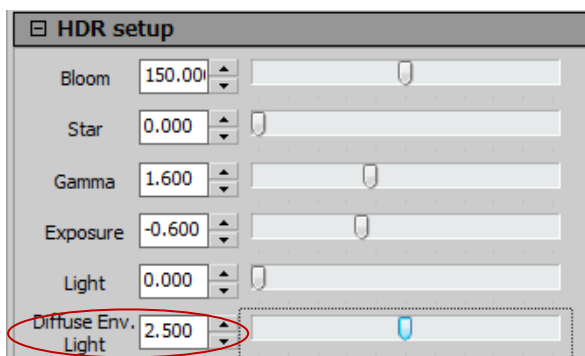 HDR setup
Bloom 150.00
Star 0.000
Gamma 1.600
Exposure -0.600
Light 0.000
Diffuse Env.
Light 2.500